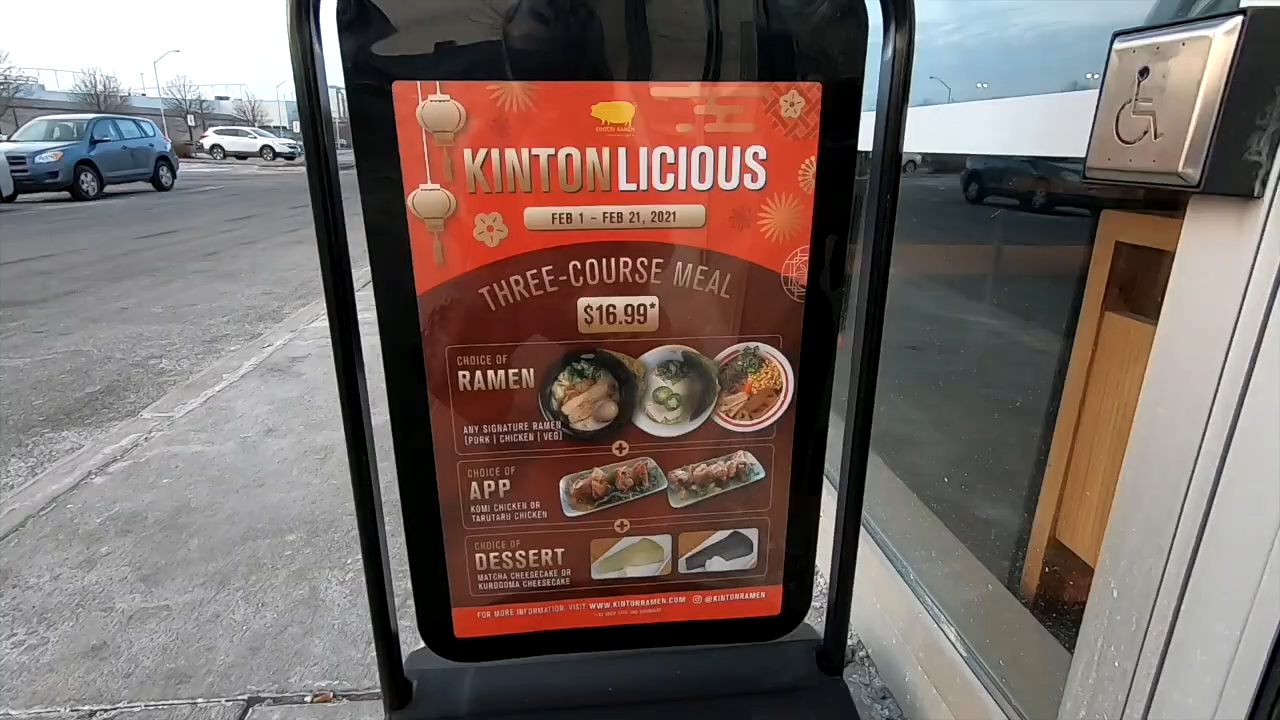 KINTON RAMEN
KINTONLICIOUS
FEB 1 – FEB 21, 2021
THREE-COURSE MEAL
$16.99*
CHOICE OF
RAMEN
ANY SIGNATURE RAMEN
[PORK | CHICKEN | VEG]
+
CHOICE OF
APP
KOMI CHICKEN OR
TARUTARU CHICKEN
+
CHOICE OF
DESSERT
MATCHA CHEESECAKE OR
KUROGOMA CHEESECAKE
FOR MORE INFORMATION, VISIT WWW.KINTONRAMEN.COM @KINTONRAMEN